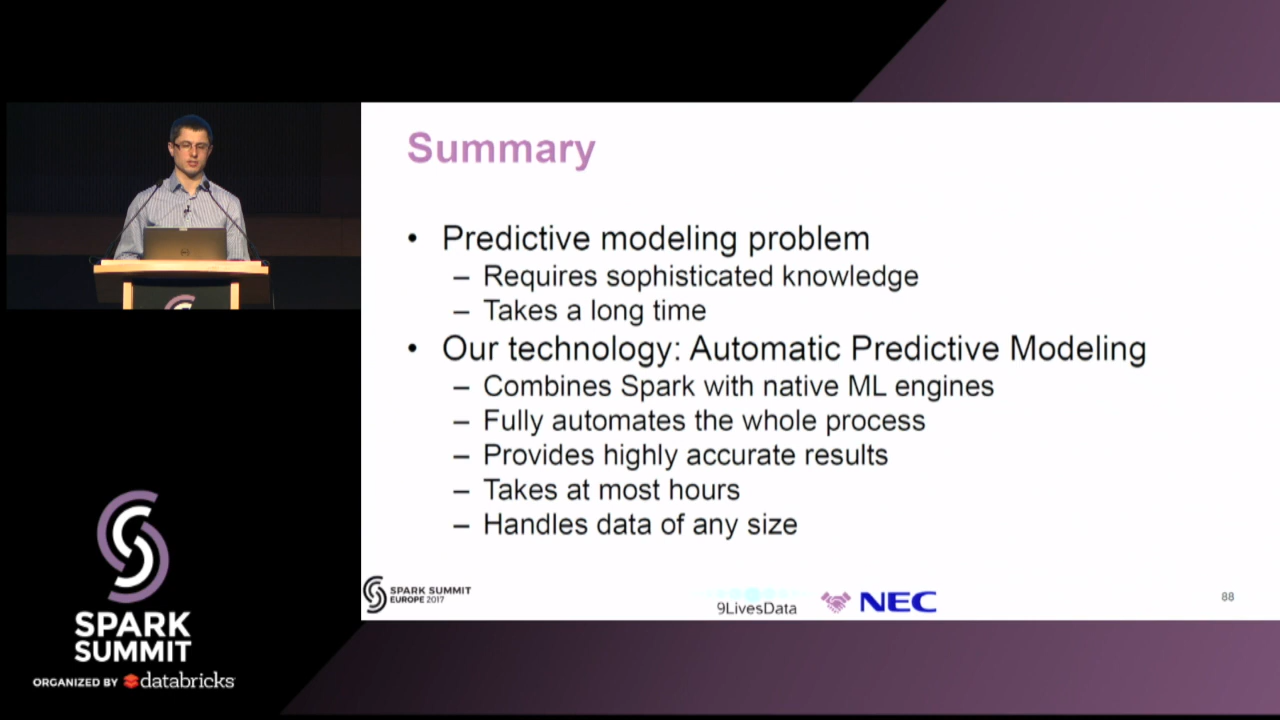 Summary
• Predictive modeling problem
– Requires sophisticated knowledge
– Takes a long time
• Our technology: Automatic Predictive Modeling
– Combines Spark with native ML engines
– Fully automates the whole process
– Provides highly accurate results
– Takes at most hours
– Handles data of any size
SPARK SUMMIT
EUROPE 2017
9LivesData
NEC
88
SPARK
SUMMIT
ORGANIZED BY databricks